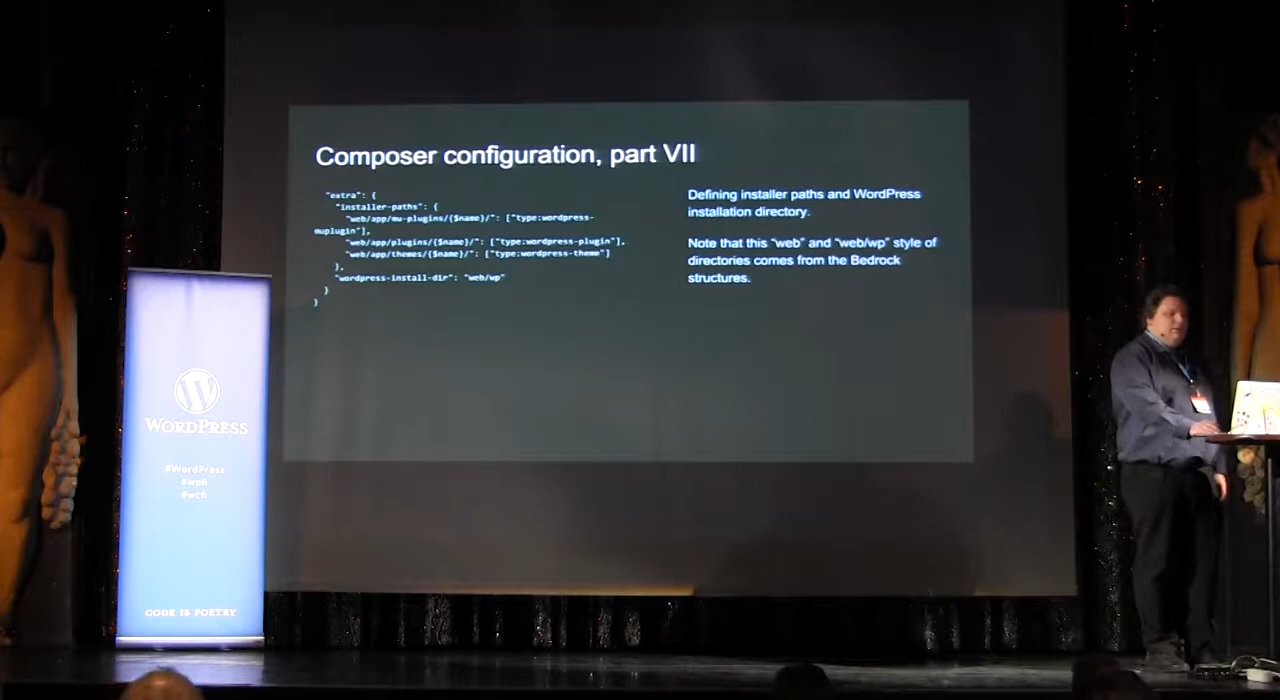 Composer configuration, part VII
"extra": {
"installer-paths": {
"web/app/mu-plugins/{$name}/": ["type:wordpress-
muplugin"],
"web/app/plugins/{$name}/": ["type:wordpress-plugin"],
"web/app/themes/{$name}/": ["type:wordpress-theme"]
},
"wordpress-install-dir": "web/wp"
}
}
Defining installer paths and WordPress
installation directory.
Note that this "web" and "web/wp" style of
directories comes from the Bedrock
structures.
WORDPRESS
#WordPress
#wpfi
#wcfi
CODE IS POETRY